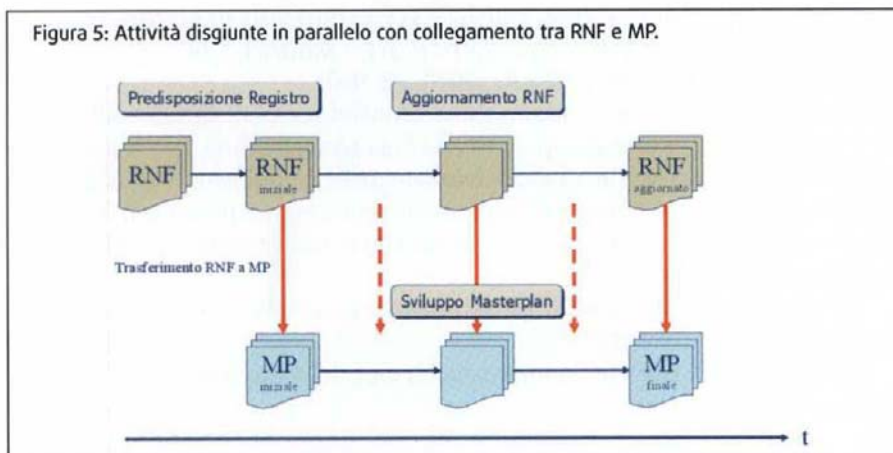 Figura 5: Attività disgiunte in parallelo con collegamento tra RNF e MP.
Predisposizione Registro
Aggiornamento RNF
RNF
RNF
iniziale
RNF
aggiornato
Trasferimento RNF a MP
Sviluppo Masterplan
MP
iniziale
MP
finale
t